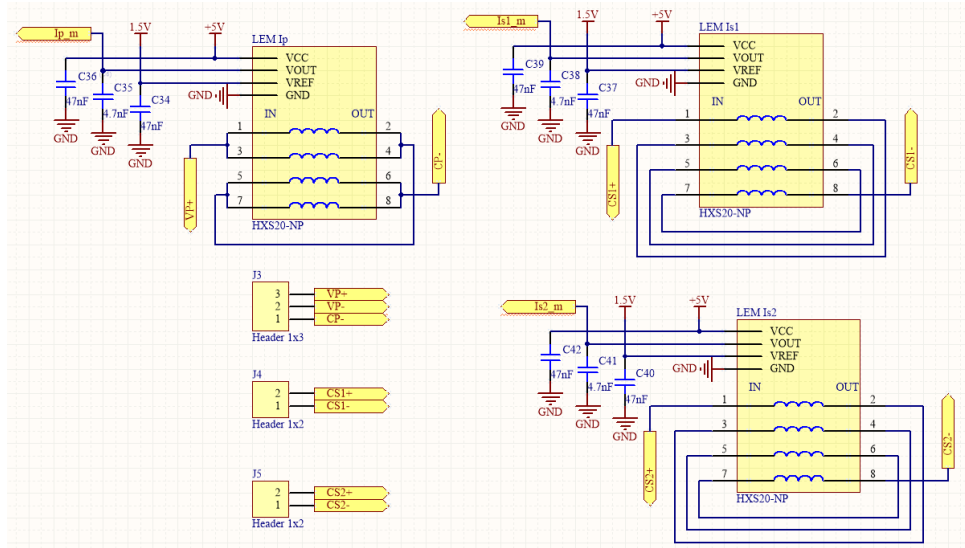 Ip_m
1.5V
+5V
LEM Ip
VCC
VOUT
VREF
GND
GND
C36
47nF
C35
4.7nF
C34
47nF
GND
GND
GND
IN
OUT
1
2
3
4
5
6
7
8
VP+
CP-
HXS20-NP
Is1_m
1.5V
+5V
LEM Is1
VCC
VOUT
VREF
GND
GND
C39
47nF
C38
4.7nF
C37
47nF
GND
GND
GND
IN
OUT
1
2
3
4
5
6
7
8
CS1+
CS1-
HXS20-NP
J3
3
VP+
2
VP-
1
CP-
Header 1x3
J4
2
CS1+
1
CS1-
Header 1x2
J5
2
CS2+
1
CS2-
Header 1x2
Is2_m
1.5V
+5V
LEM Is2
VCC
VOUT
VREF
GND
GND
C42
47nF
C41
4.7nF
C40
47nF
GND
GND
GND
IN
OUT
1
2
3
4
5
6
7
8
CS2+
CS2-
HXS20-NP